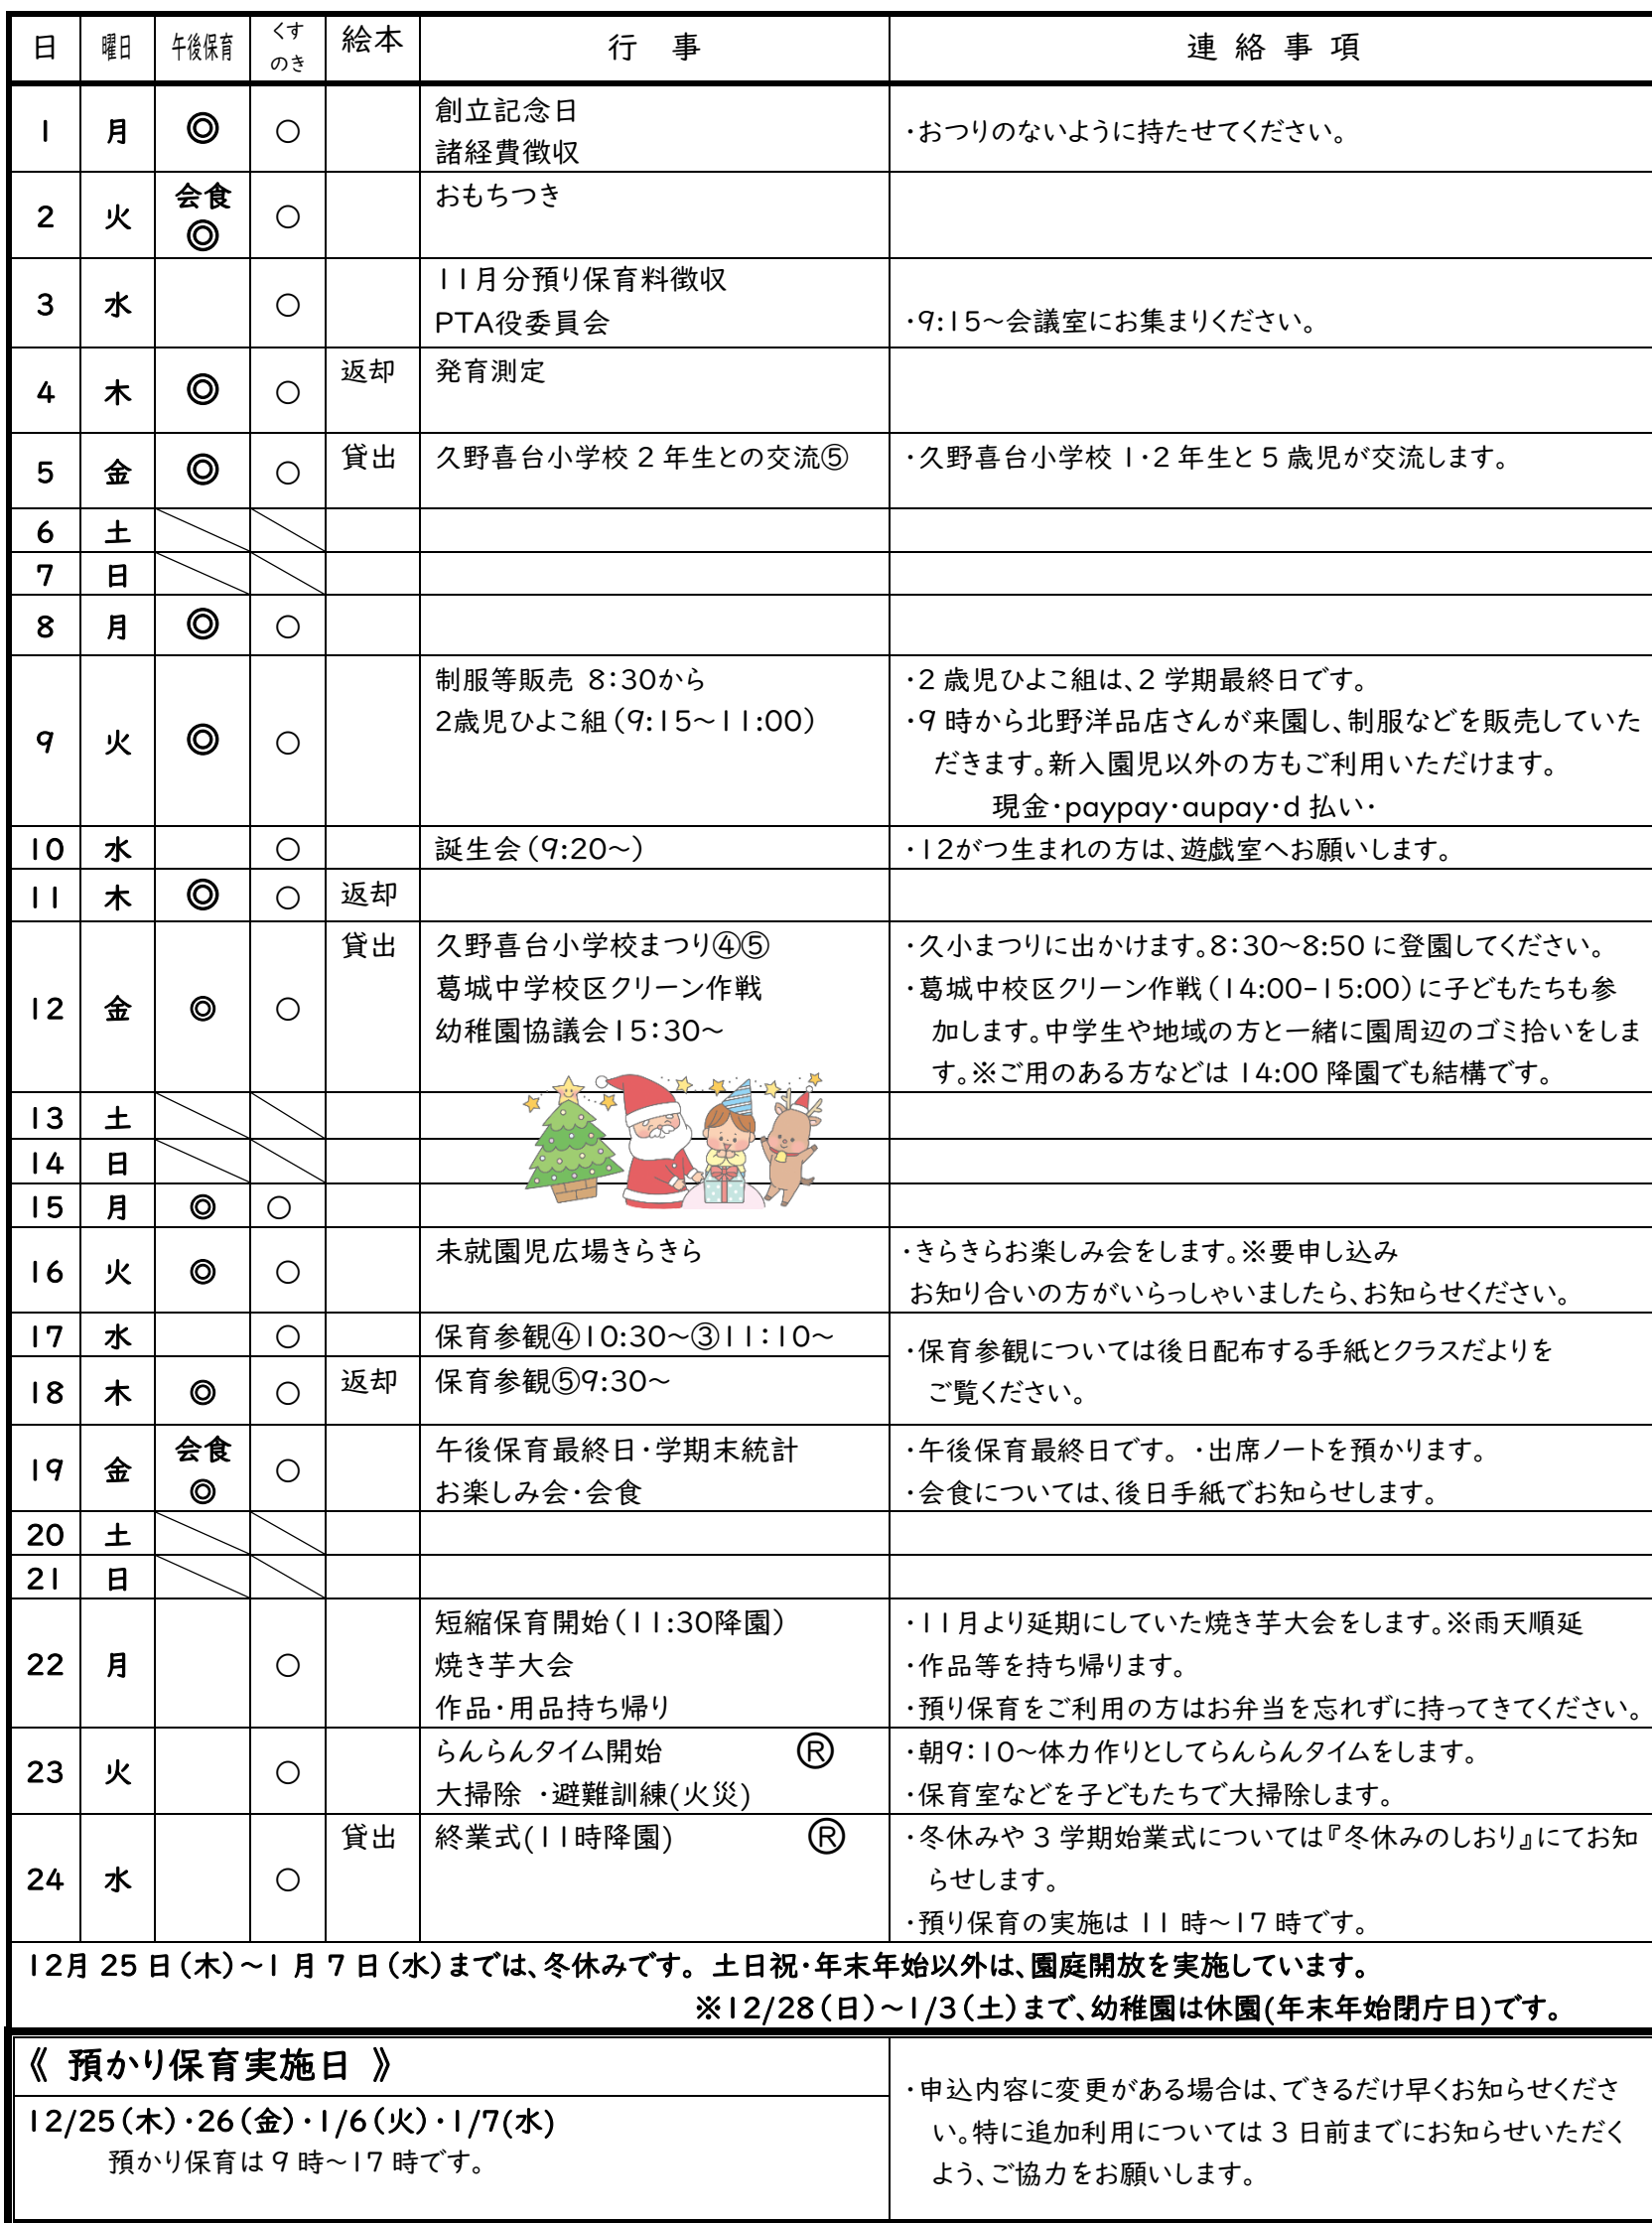 日 曜日 午後保育 くす のき 絵本 行 事 連 絡 事 項
1 月 ◎ ○ 創立記念日
諸経費徴収
・おつりのないように持たせてください。
2 火 会食 ◎ ○ おもちつき
3 水 ○ 11月分預り保育料徴収
PTA役委員会 ・9:15～会議室にお集まりください。
4 木 ◎ ○ 返却 発育測定
5 金 ◎ ○ 貸出 久野喜台小学校 2 年生との交流⑤ ・久野喜台小学校 1・2 年生と 5 歳児が交流します。
6 土
7 日
8 月 ◎ ○
9 火 ◎ ○ 制服等販売 8:30から
2歳児ひよこ組（9:15～11:00）
・2 歳児ひよこ組は、2 学期最終日です。
・9 時から北野洋品店さんが来園し、制服などを販売していた
だきます。新入園児以外の方もご利用いただけます。
現金・paypay・aupay・d 払い・
10 水 ○ 誕生会（9:20～） ・12がつ生まれの方は、遊戯室へお願いします。
11 木 ◎ ○ 返却
12 金 ◎ ○ 貸出 久野喜台小学校まつり④⑤
葛城中学校区クリーン作戦
幼稚園協議会15:30～
・久小まつりに出かけます。8:30～8:50 に登園してください。
・葛城中校区クリーン作戦（14:00-15:00）に子どもたちも参
加します。中学生や地域の方と一緒に園周辺のゴミ拾いをしま
す。※ご用のある方などは 14:00 降園でも結構です。
13 土
14 日
15 月 ◎ ○
16 火 ◎ ○ 未就園児広場きらきら ・きらきらお楽しみ会をします。※要申し込み
お知り合いの方がいらっしゃいましたら、お知らせください。
17 水 ○ 保育参観④10:30～③11:10～
18 木 ◎ ○ 返却 保育参観⑤9:30～
・保育参観については後日配布する手紙とクラスだよりを
ご覧ください。
19 金 会食 ◎ ○ 午後保育最終日・学期末統計
お楽しみ会・会食
・午後保育最終日です。 ・出席ノートを預かります。
・会食については、後日手紙でお知らせします。
20 土
21 日
22 月 ○ 短縮保育開始（11:30降園）
焼き芋大会
作品・用品持ち帰り
・11月より延期にしていた焼き芋大会をします。※雨天順延
・作品等を持ち帰ります。
・預り保育をご利用の方はお弁当を忘れずに持ってきてください。
23 火 ○ らんらんタイム開始 Ⓡ
大掃除 ・避難訓練(火災)
・朝9:10～体力作りとしてらんらんタイムをします。
・保育室などを子どもたちで大掃除します。
24 水 ○ 貸出 終業式(11時降園) Ⓡ
・冬休みや 3 学期始業式については『冬休みのしおり』にてお知
らせします。
・預り保育の実施は 11 時～17 時です。
12月 25 日（木）～1 月 7 日（水）までは、冬休みです。 土日祝・年末年始以外は、園庭開放を実施しています。
※12/28（日）～1/3（土）まで、幼稚園は休園(年末年始閉庁日)です。
《 預かり保育実施日 》
12/25（木）・26（金）・1/6（火）・1/7(水)
預かり保育は 9 時～17 時です。
・申込内容に変更がある場合は、できるだけ早くお知らせくださ
い。特に追加利用については 3 日前までにお知らせいただく
よう、ご協力をお願いします。